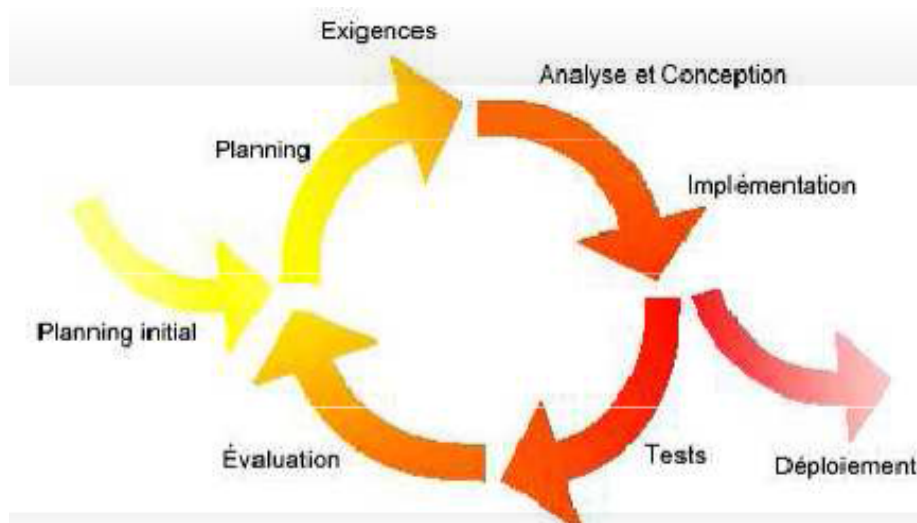 Exigences
Analyse et Conception
Planning
Implémentation
Planning initial
Évaluation
Tests
Déploiement